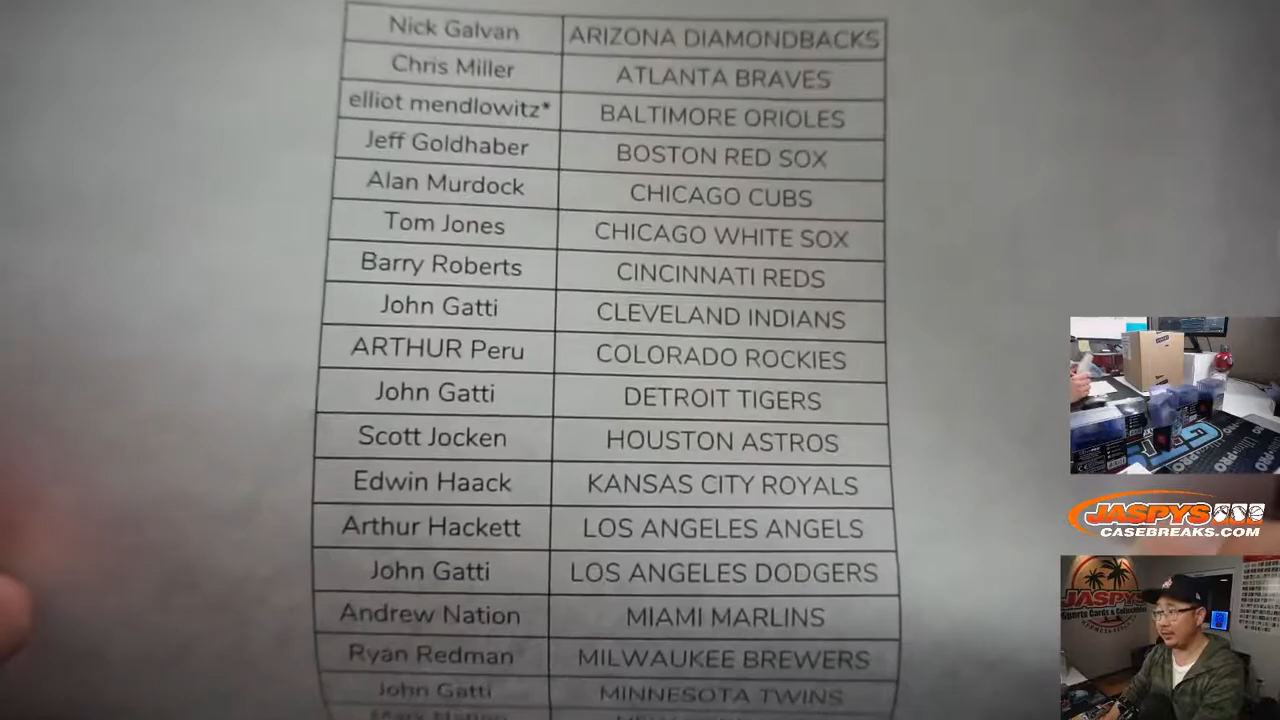 Nick Galvan ARIZONA DIAMONDBACKS
Chris Miller ATLANTA BRAVES
elliot mendlowitz* BALTIMORE ORIOLES
Jeff Goldhaber BOSTON RED SOX
Alan Murdock CHICAGO CUBS
Tom Jones CHICAGO WHITE SOX
Barry Roberts CINCINNATI REDS
John Gatti CLEVELAND INDIANS
ARTHUR Peru COLORADO ROCKIES
John Gatti DETROIT TIGERS
Scott Jocken HOUSTON ASTROS
Edwin Haack KANSAS CITY ROYALS
Arthur Hackett LOS ANGELES ANGELS
John Gatti LOS ANGELES DODGERS
Andrew Nation MIAMI MARLINS
Ryan Redman MILWAUKEE BREWERS
John Gatti MINNESOTA TWINS
JASPYS
CASEBREAKS.COM
JASPYS
Sports Cards & Collectibles